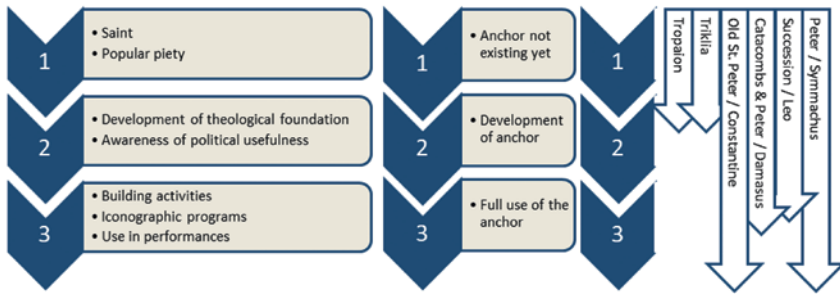 1
• Saint
• Popular piety
2
• Development of theological foundation
• Awareness of political usefulness
3
• Building activities
• Iconographic programs
• Use in performances
1
• Anchor not
existing yet
2
• Development
of anchor
3
• Full use of the
anchor
1
2
3
Tropaion
Triklia
Old St. Peter / Constantine
Catacombs & Peter / Damasus
Succession / Leo
Peter / Symmachus